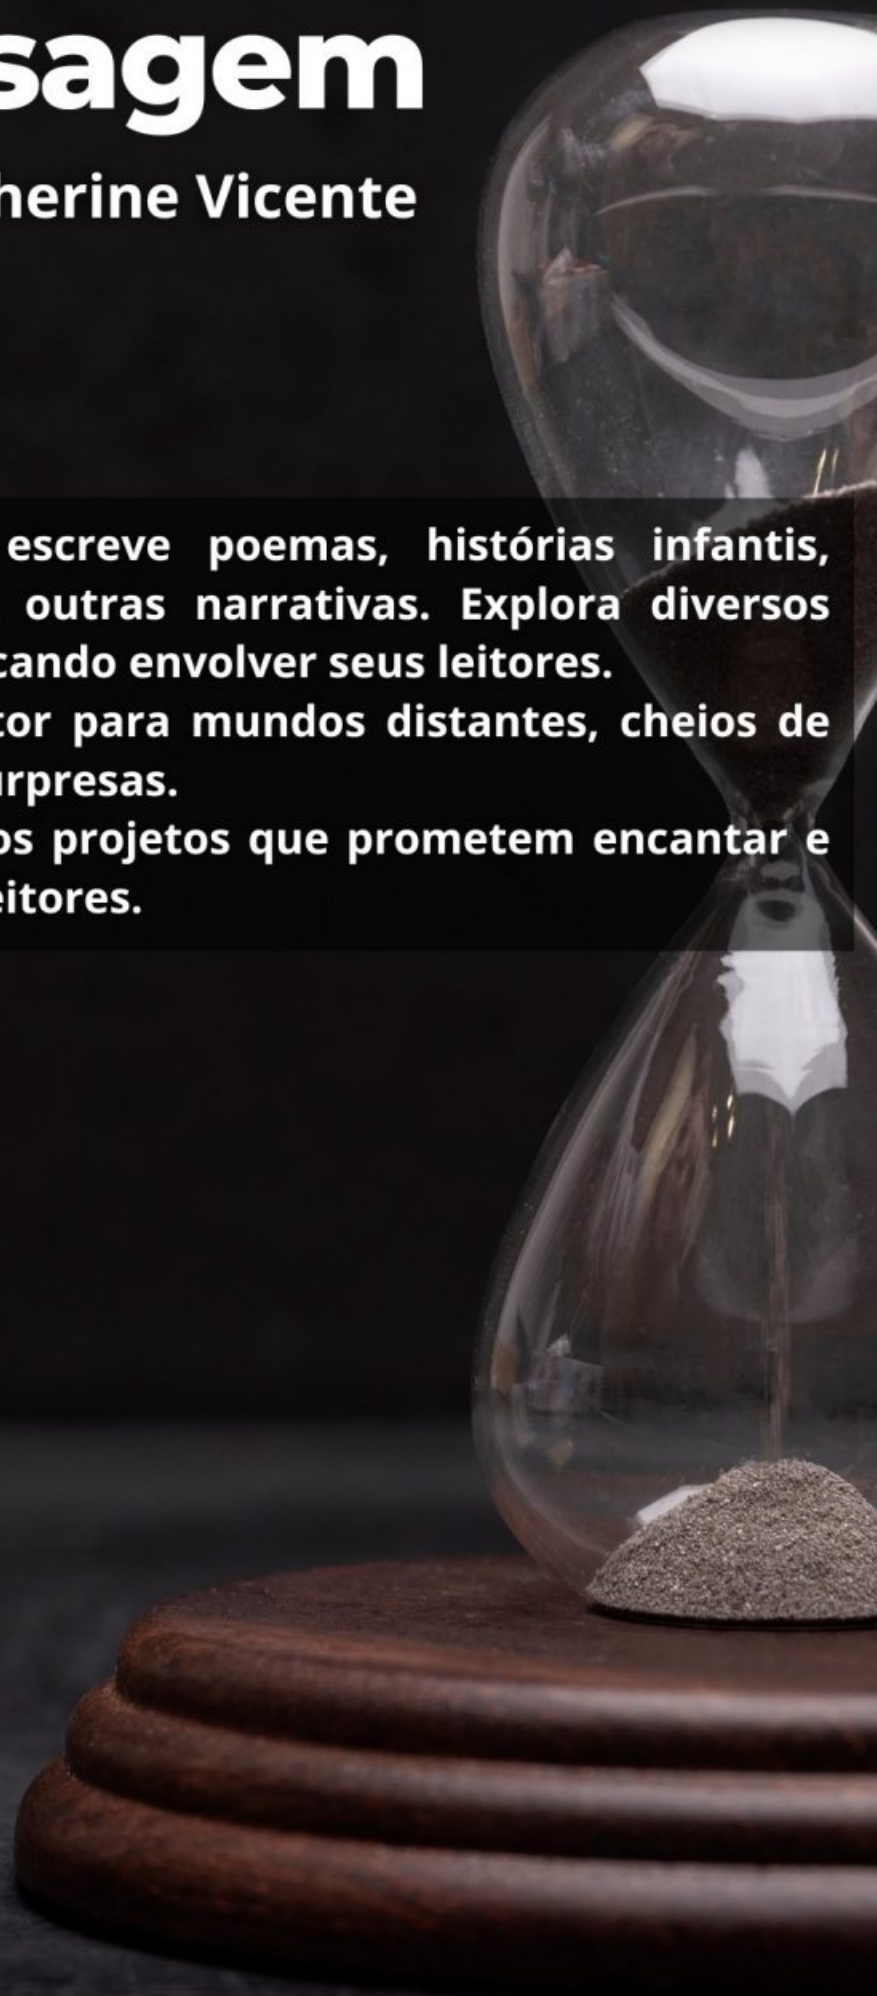 sagem
herine Vicente
escreve poemas, histórias infantis,
outras narrativas. Explora diversos
cando envolver seus leitores.
tor para mundos distantes, cheios de
urpresas.
os projetos que prometem encantar e
eitores.